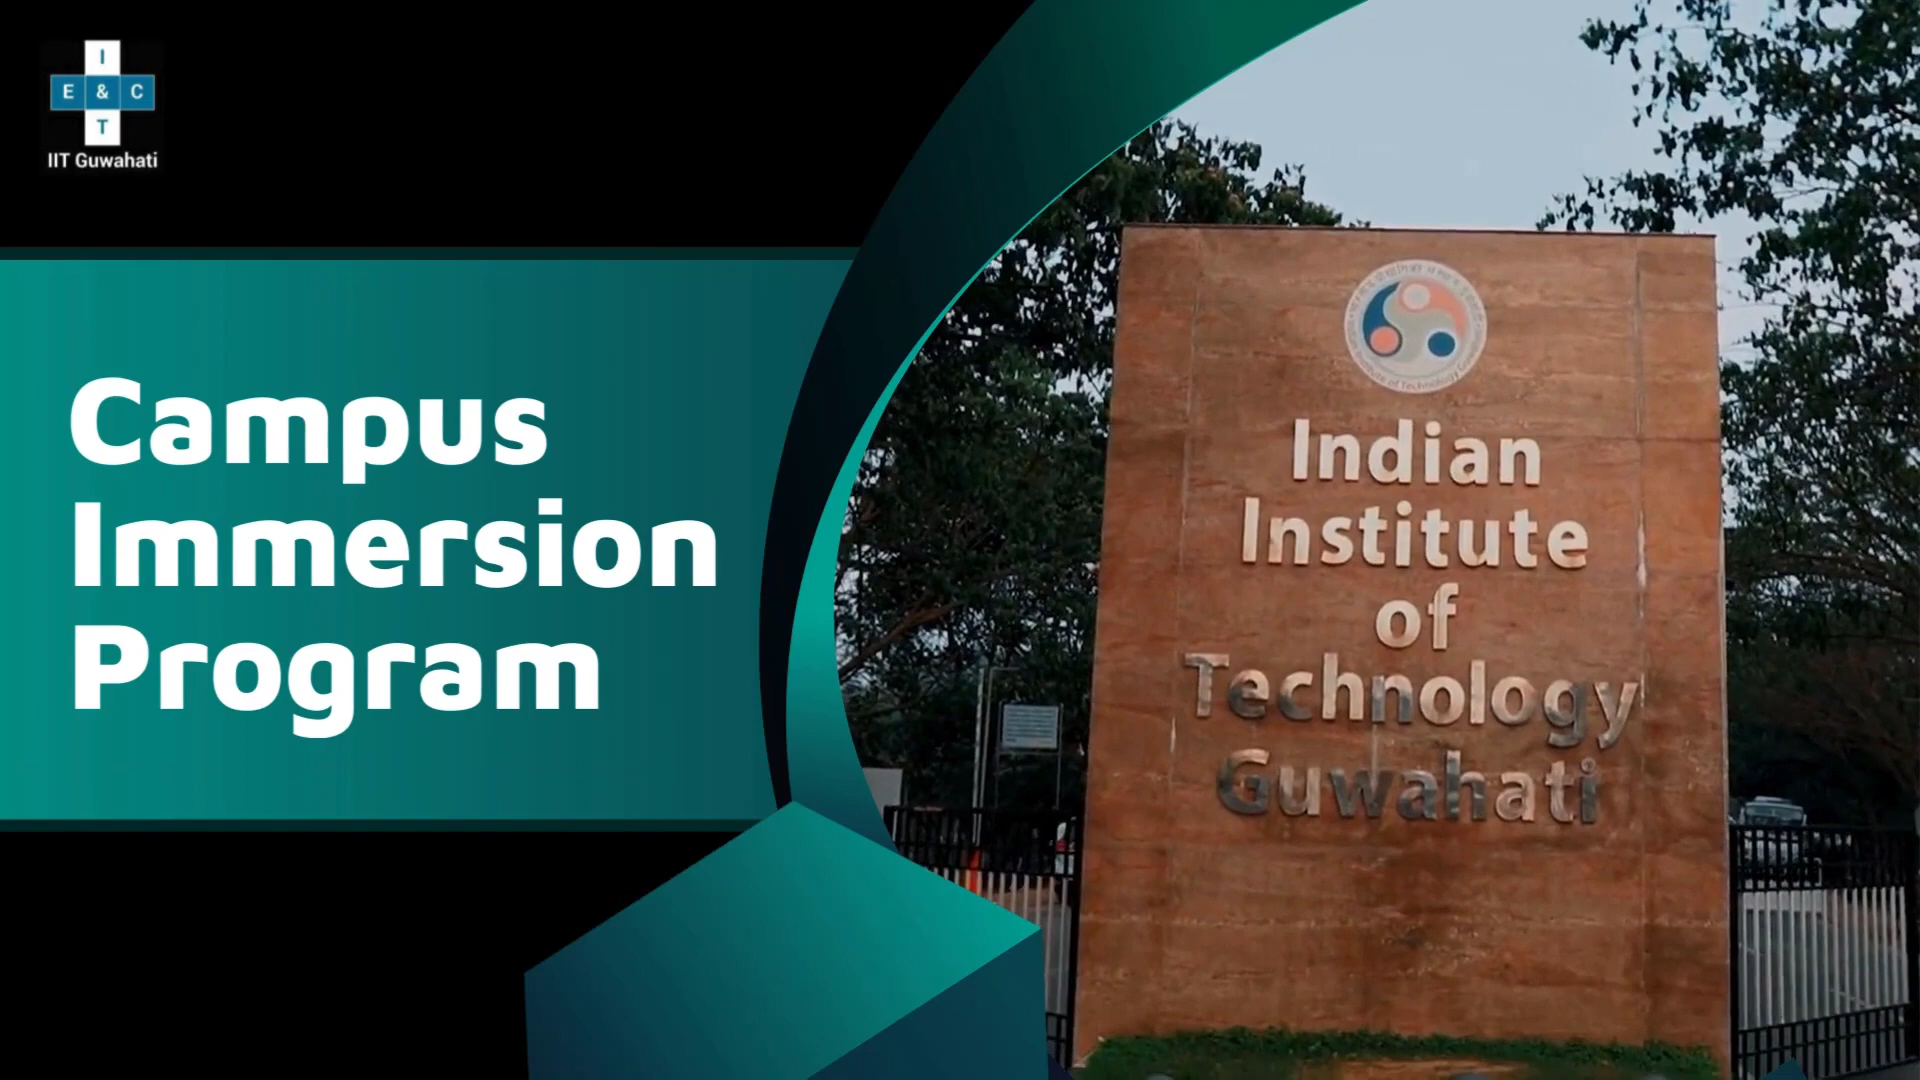 I
E & C
T
IIT Guwahati
Campus
Immersion
Program
Indian
Institute
of
Technology
Guwahati